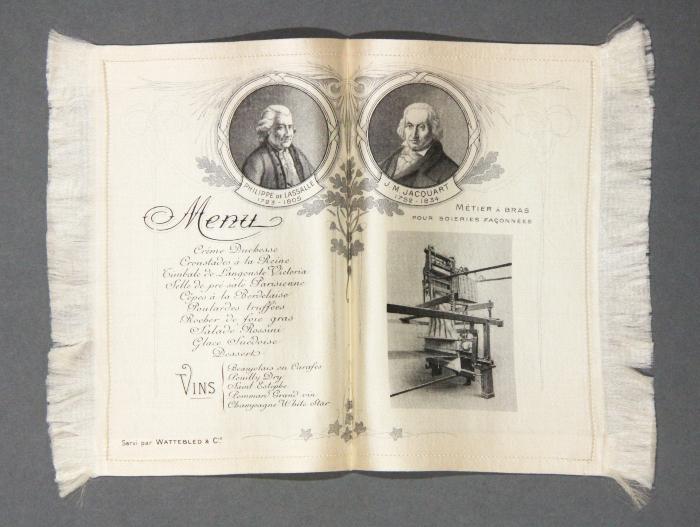 PHILIPPE DE LASSALLE
1723 - 1805
J. M. JACQUART
1752 - 1834
Menu
Crême Duchesse
Croustades à la Reine
Timbale de Langouste Victoria
Selle de pré-salé Parisienne
Cèpes à la Bordelaise
Poulardes truffées
Rocher de foie gras
Salade Rossini
Glace Suédoise
Dessert
VINS
Beaujolais en Carafes
Pouilly Dry
Saint Estèphe
Pommard Grand vin
Champagne White Star
Servi par WATTEBLED & Cie
MÉTIER À BRAS
POUR SOIERIES FAÇONNÉES